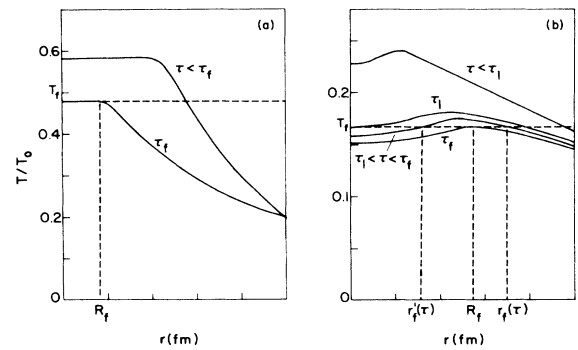 (a)
0.6
T_f
0.4
0.2
0
T/T_0
τ<τ_f
τ_f
R_f
r(fm)
(b)
0.2
T_f
0.1
0
τ<τ_1
τ_1
τ_1<τ<τ_f
τ_f
r'_f(τ) R_f r_f(τ)
r(fm)